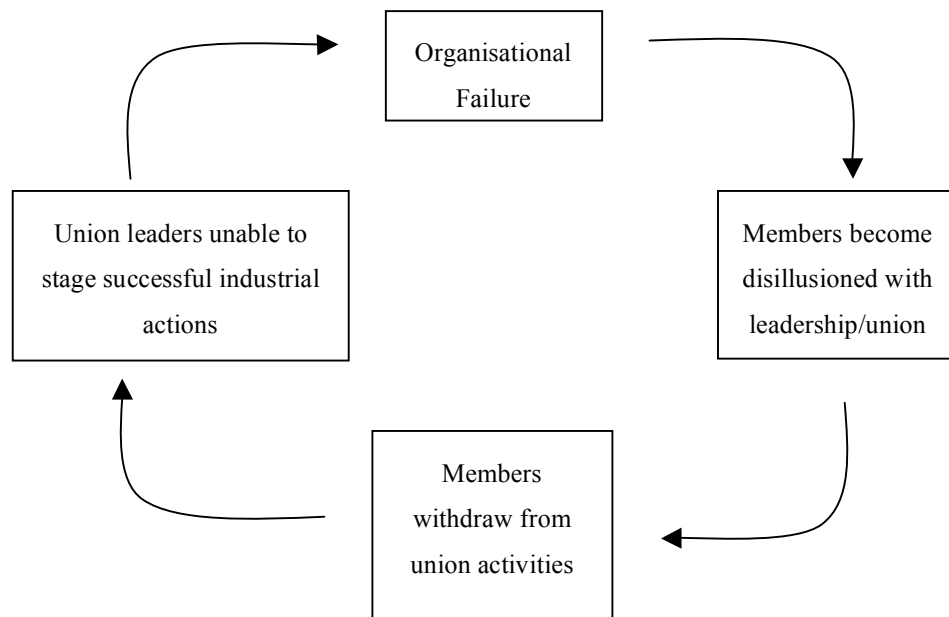 Organisational
Failure
Members become
disillusioned with
leadership/union
Members
withdraw from
union activities
Union leaders unable to
stage successful industrial
actions